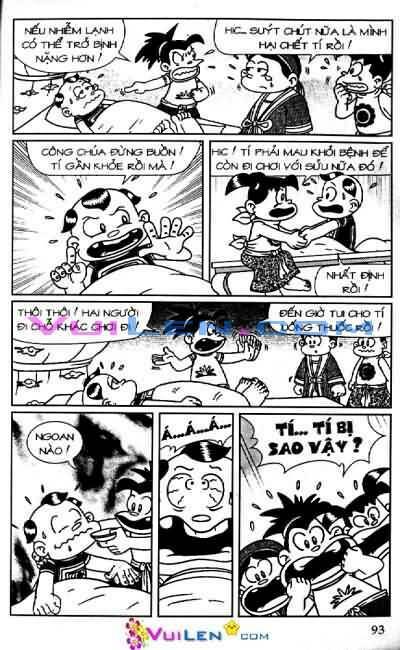 NẾU NHIỄM LẠNH
CÓ THỂ TRỞ BỊNH
NẶNG HƠN !
HIC... SUÝT CHÚT NỮA LÀ MÌNH
HẠI CHẾT TÍ RỒI !
CÔNG CHÚA ĐỪNG BUỒN !
TÍ GẦN KHỎE RỒI MÀ !
HIC ! TÍ PHẢI MAU KHỎI BỆNH ĐỂ
CÒN ĐI CHƠI VỚI SỬU NỮA ĐÓ !
NHẤT ĐỊNH
RỒI !
THÔI THÔI ! HAI NGƯỜI
ĐI CHỖ KHÁC CHƠI ĐI
ĐẾN GIỜ TUI CHO TÍ
UỐNG THUỐC RỒI !
VUILEN.COM
NGOAN
NÀO !
Á...Á...Á...
TÍ... TÍ BỊ
SAO VẬY ?
93
VUILEN.COM